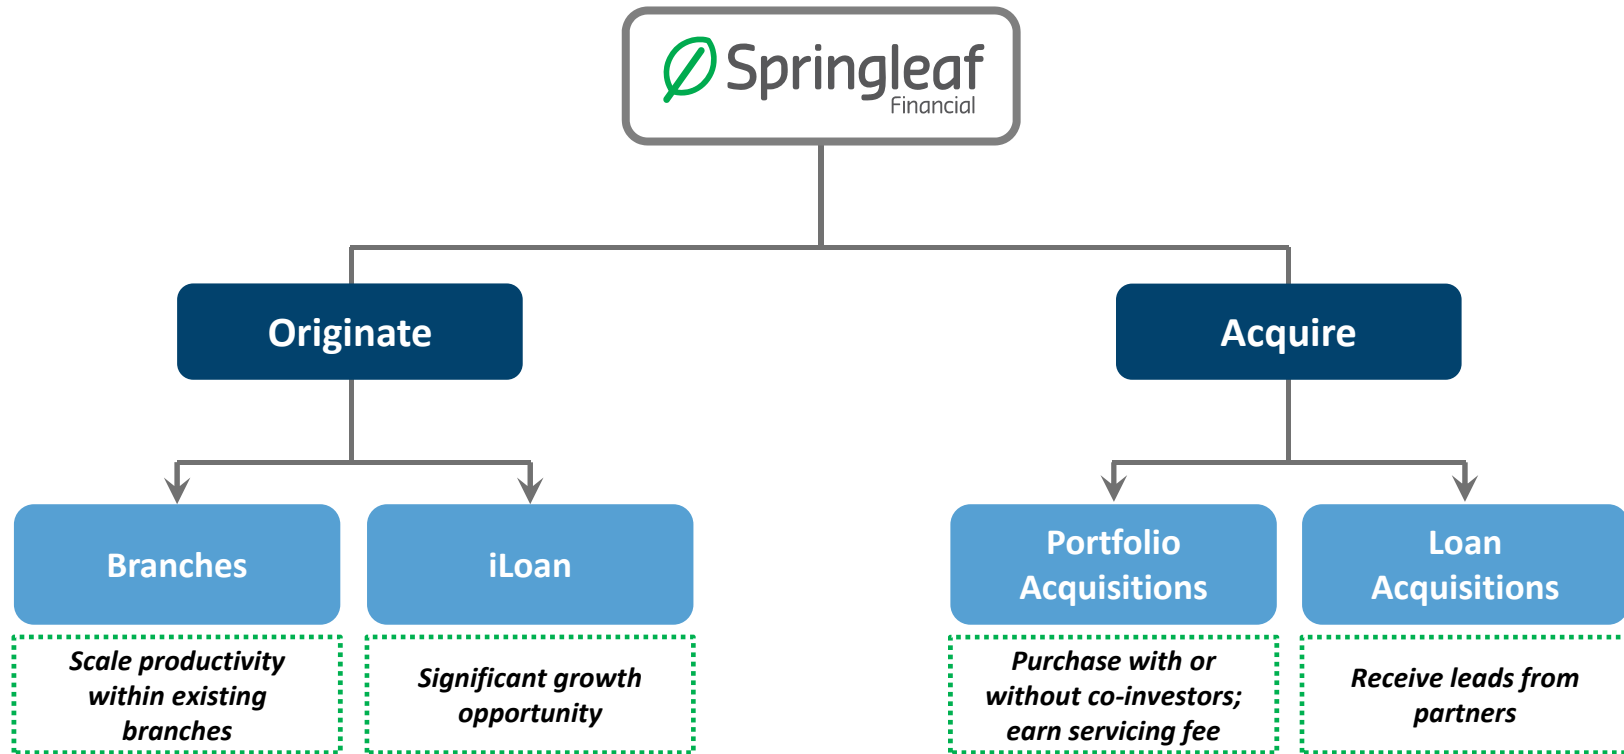 Springleaf
Financial
Originate
Acquire
Branches
iLoan
Portfolio
Acquisitions
Loan
Acquisitions
Scale productivity
within existing
branches
Significant growth
opportunity
Purchase with or
without co-investors;
earn servicing fee
Receive leads from
partners